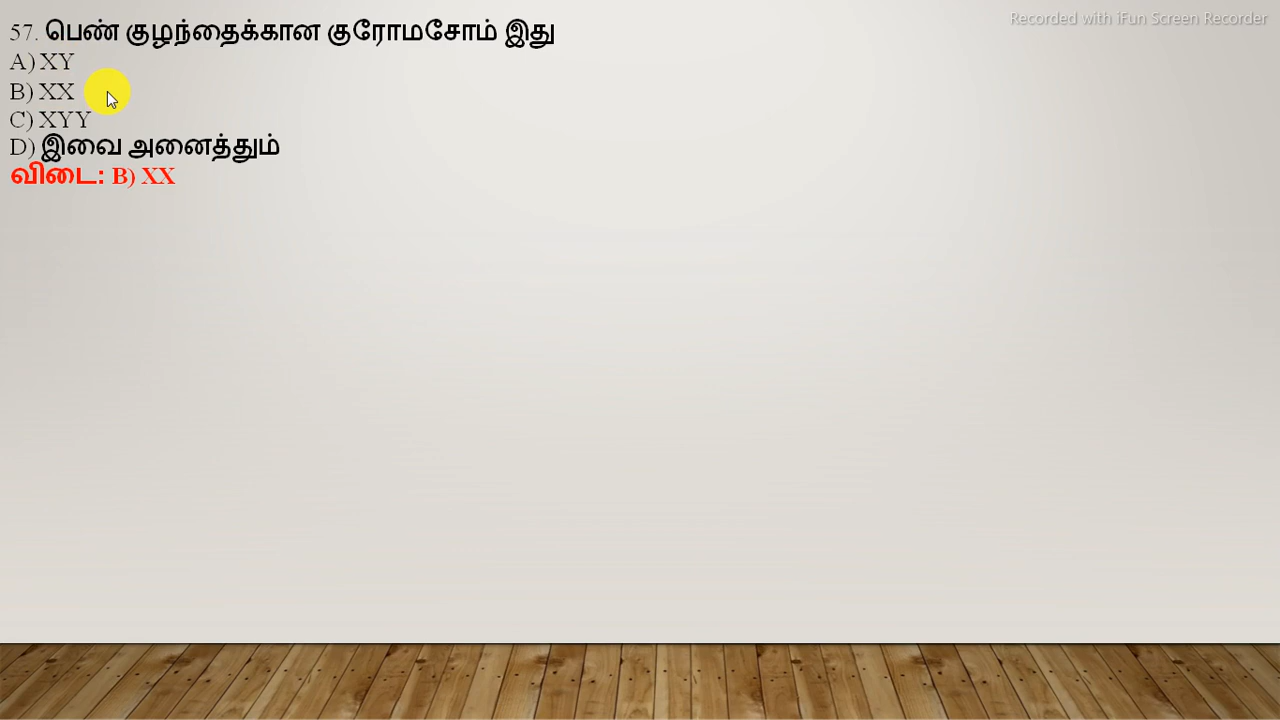 Recorded with iFun Screen Recorder
57. பெண் குழந்தைக்கான குரோமசோம் இது
A) XY
B) XX
C) XYY
D) இவை அனைத்தும்
விடை: B) XX